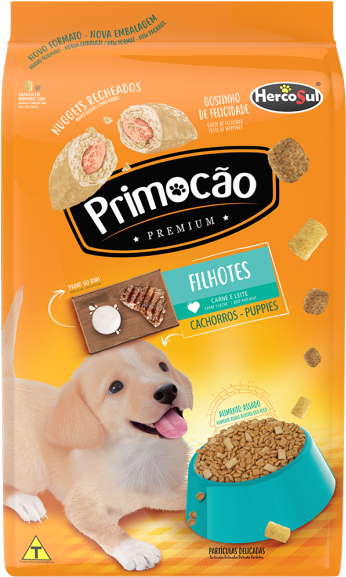 NOVO FORMATO - NOVA EMBALAGEM
NUGGETS RECHEADOS
GOSTINHO
DE FELICIDADE
HercoSul
Primocão
PREMIUM
PRATO DO DIA!
FILHOTES
CARNE E LEITE
CACHORROS - PUPPIES
ALIMENTO ASSADO
T
PARTÍCULAS DELICADAS